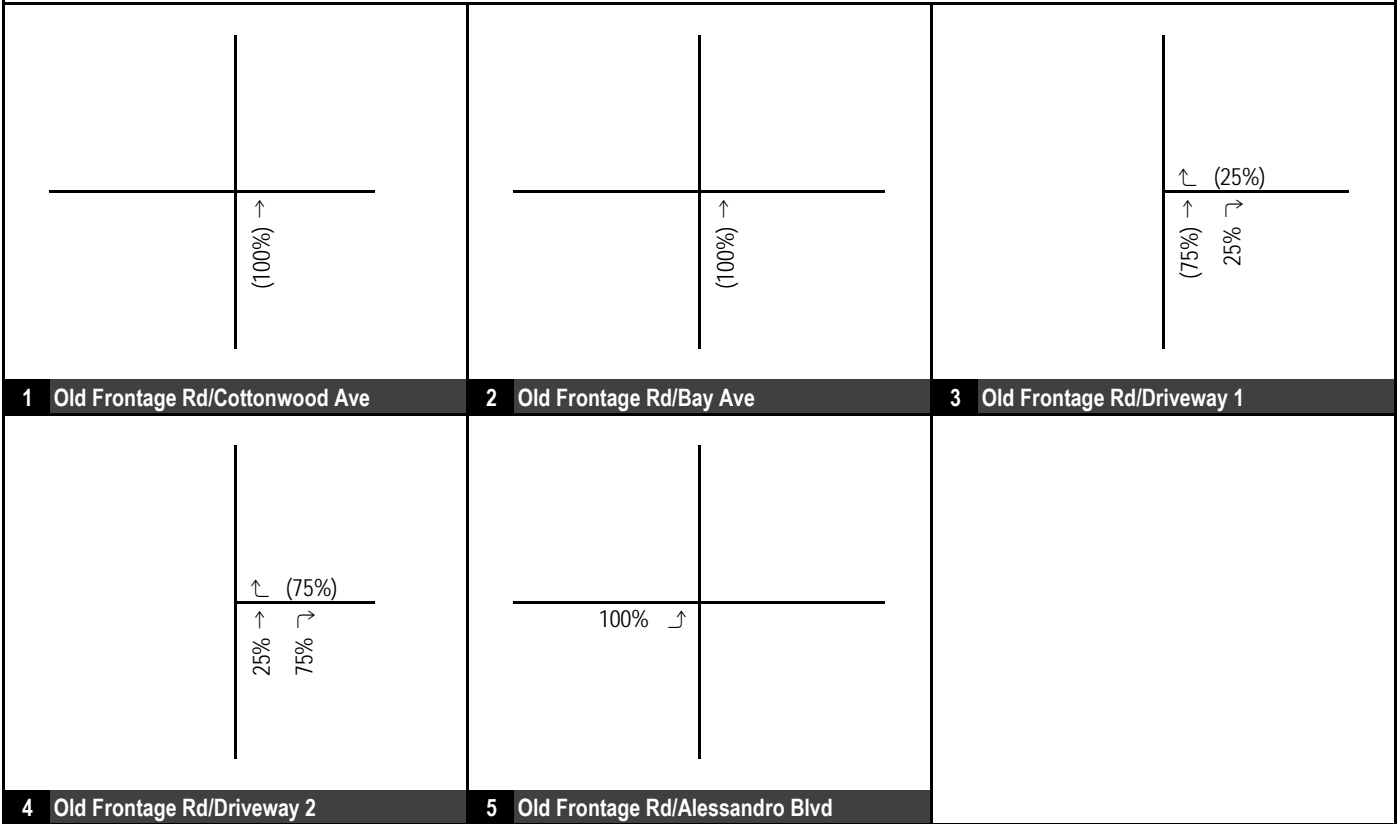 (100%)
1 Old Frontage Rd/Cottonwood Ave
(100%)
2 Old Frontage Rd/Bay Ave
(25%)
(75%)
25%
3 Old Frontage Rd/Driveway 1
(75%)
25%
75%
4 Old Frontage Rd/Driveway 2
100%
5 Old Frontage Rd/Alessandro Blvd